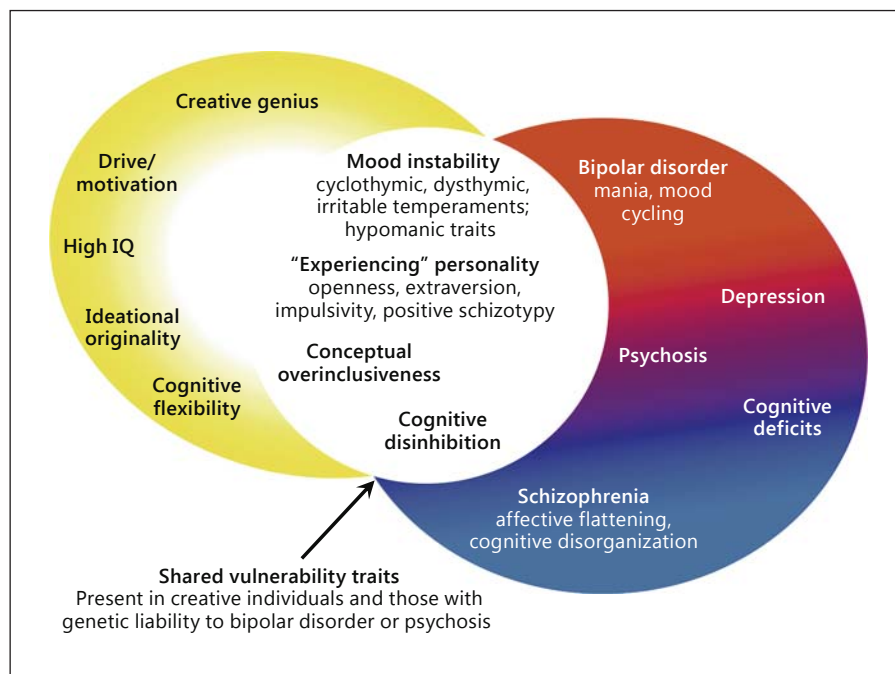 Creative genius
Drive/
motivation
High IQ
Ideational
originality
Cognitive
flexibility
Mood instability
cyclothymic, dysthymic,
irritable temperaments;
hypomanic traits
“Experiencing” personality
openness, extraversion,
impulsivity, positive schizotypy
Conceptual
overinclusiveness
Cognitive
disinhibition
Bipolar disorder
mania, mood
cycling
Depression
Psychosis
Cognitive
deficits
Schizophrenia
affective flattening,
cognitive disorganization
Shared vulnerability traits
Present in creative individuals and those with
genetic liability to bipolar disorder or psychosis